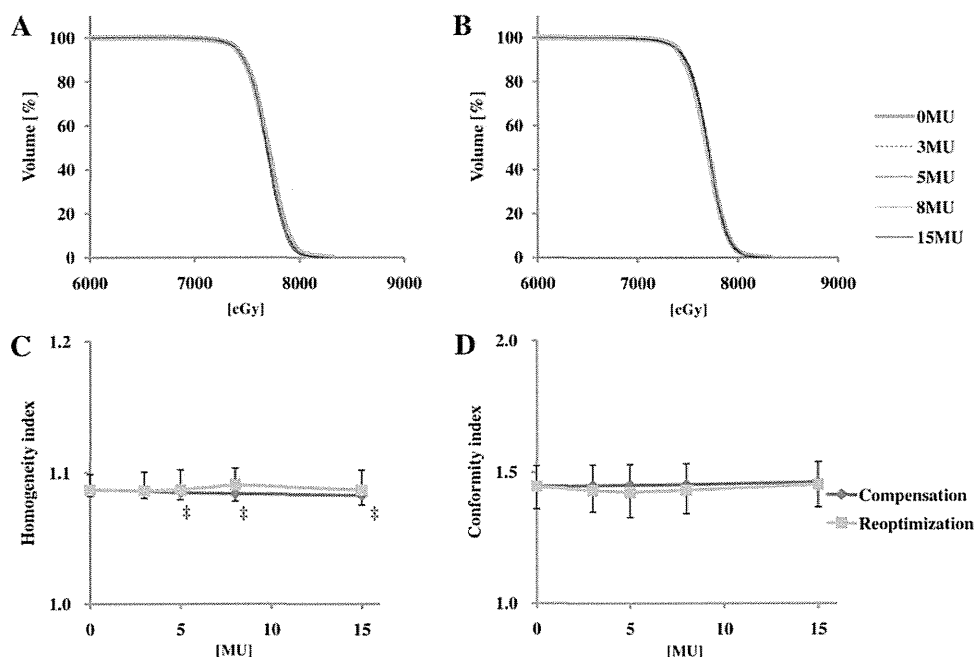 A
100
80
60
40
20
0
Volume [%]
6000 7000 8000 9000
[cGy]
B
100
80
60
40
20
0
Volume [%]
6000 7000 8000 9000
[cGy]
0MU
3MU
5MU
8MU
15MU
C
1.2
1.1
1.0
Homogeneity index
‡ ‡ ‡
0 5 10 15
[MU]
D
2.0
1.5
1.0
Conformity index
0 5 10 15
[MU]
Compensation
Reoptimization